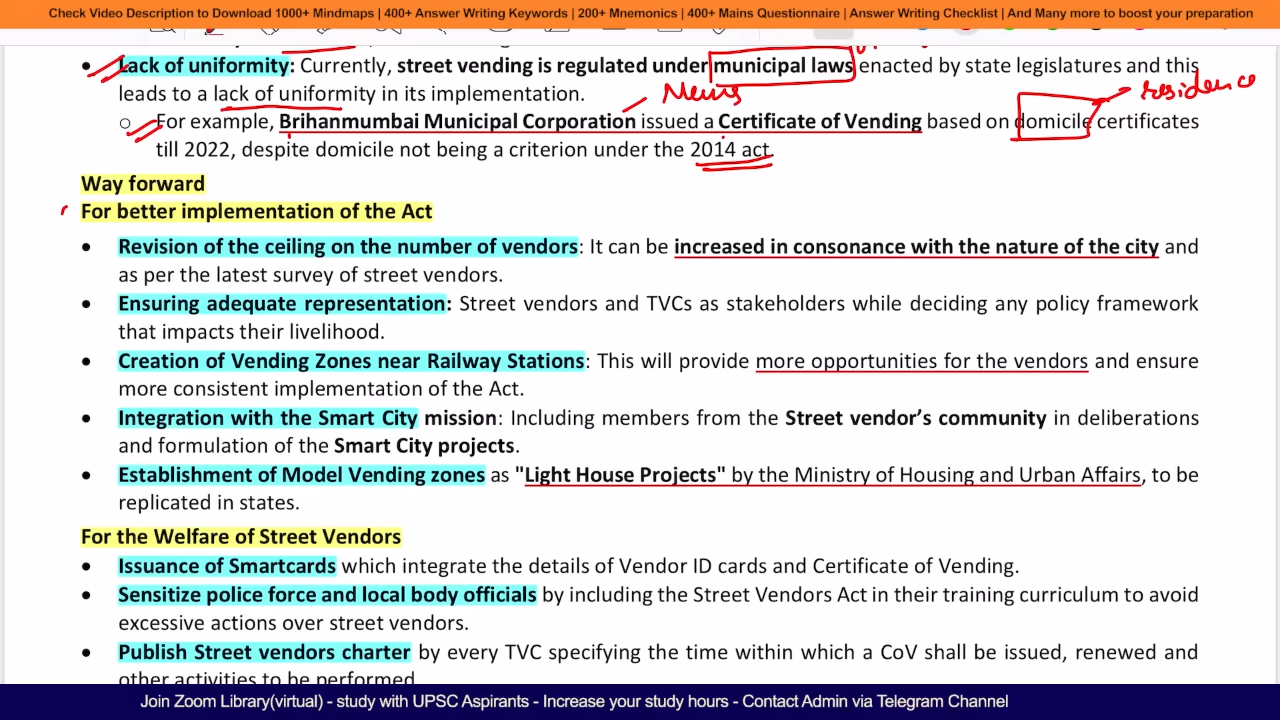 Check Video Description to Download 1000+ Mindmaps | 400+ Answer Writing Keywords | 200+ Mnemonics | 400+ Mains Questionnaire | Answer Writing Checklist | And Many more to boost your preparation
• Lack of uniformity: Currently, street vending is regulated under municipal laws enacted by state legislatures and this
leads to a lack of uniformity in its implementation.
News
residence
o For example, Brihanmumbai Municipal Corporation issued a Certificate of Vending based on domicile certificates
till 2022, despite domicile not being a criterion under the 2014 act.
Way forward
For better implementation of the Act
• Revision of the ceiling on the number of vendors: It can be increased in consonance with the nature of the city and
as per the latest survey of street vendors.
• Ensuring adequate representation: Street vendors and TVCs as stakeholders while deciding any policy framework
that impacts their livelihood.
• Creation of Vending Zones near Railway Stations: This will provide more opportunities for the vendors and ensure
more consistent implementation of the Act.
• Integration with the Smart City mission: Including members from the Street vendor’s community in deliberations
and formulation of the Smart City projects.
• Establishment of Model Vending zones as "Light House Projects" by the Ministry of Housing and Urban Affairs, to be
replicated in states.
For the Welfare of Street Vendors
• Issuance of Smartcards which integrate the details of Vendor ID cards and Certificate of Vending.
• Sensitize police force and local body officials by including the Street Vendors Act in their training curriculum to avoid
excessive actions over street vendors.
• Publish Street vendors charter by every TVC specifying the time within which a CoV shall be issued, renewed and
other activities to be performed
Join Zoom Library(virtual) - study with UPSC Aspirants - Increase your study hours - Contact Admin via Telegram Channel